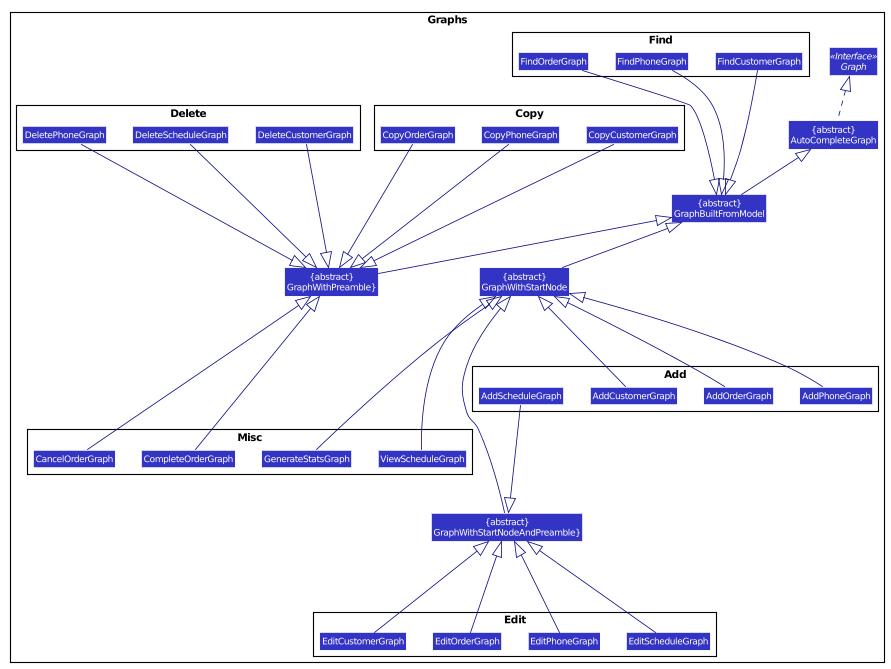 Graphs
Find
FindOrderGraph
FindPhoneGraph
FindCustomerGraph
«Interface»
Graph
Delete
DeletePhoneGraph
DeleteScheduleGraph
DeleteCustomerGraph
Copy
CopyOrderGraph
CopyPhoneGraph
CopyCustomerGraph
{abstract}
AutoCompleteGraph
{abstract}
GraphBuiltFromModel
{abstract}
GraphWithPreamble}
{abstract}
GraphWithStartNode
Add
AddScheduleGraph
AddCustomerGraph
AddOrderGraph
AddPhoneGraph
Misc
CancelOrderGraph
CompleteOrderGraph
GenerateStatsGraph
ViewScheduleGraph
{abstract}
GraphWithStartNodeAndPreamble}
Edit
EditCustomerGraph
EditOrderGraph
EditPhoneGraph
EditScheduleGraph